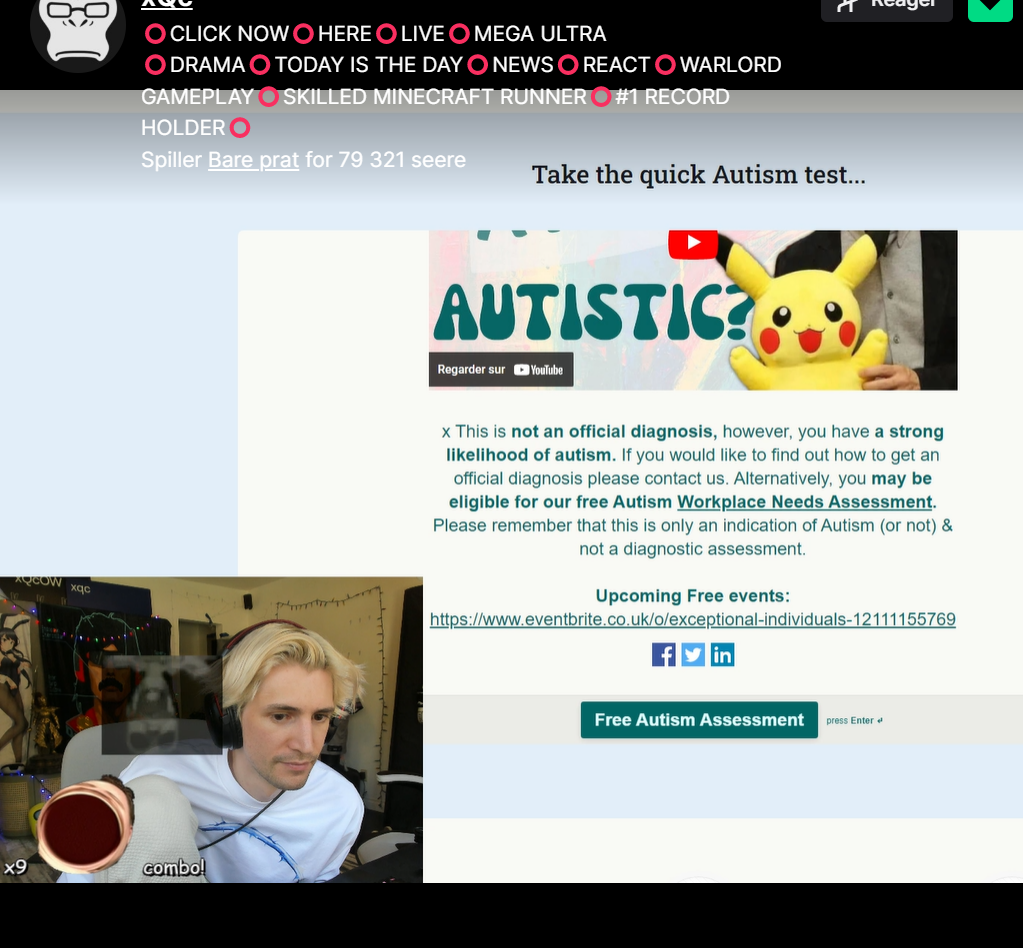 xQc
⭕CLICK NOW⭕HERE⭕LIVE⭕MEGA ULTRA
⭕DRAMA⭕TODAY IS THE DAY⭕NEWS⭕REACT⭕WARLORD
GAMEPLAY⭕SKILLED MINECRAFT RUNNER⭕#1 RECORD
HOLDER⭕
Spiller Bare prat for 79 321 seere
Reager
Take the quick Autism test...
AUTISTIC?
Regarder sur YouTube
x This is not an official diagnosis, however, you have a strong
likelihood of autism. If you would like to find out how to get an
official diagnosis please contact us. Alternatively, you may be
eligible for our free Autism Workplace Needs Assessment.
Please remember that this is only an indication of Autism (or not) &
not a diagnostic assessment.
Upcoming Free events:
https://www.eventbrite.co.uk/o/exceptional-individuals-12111155769
Free Autism Assessment
press Enter ↵
xQcOW
xqc
x9
combo!